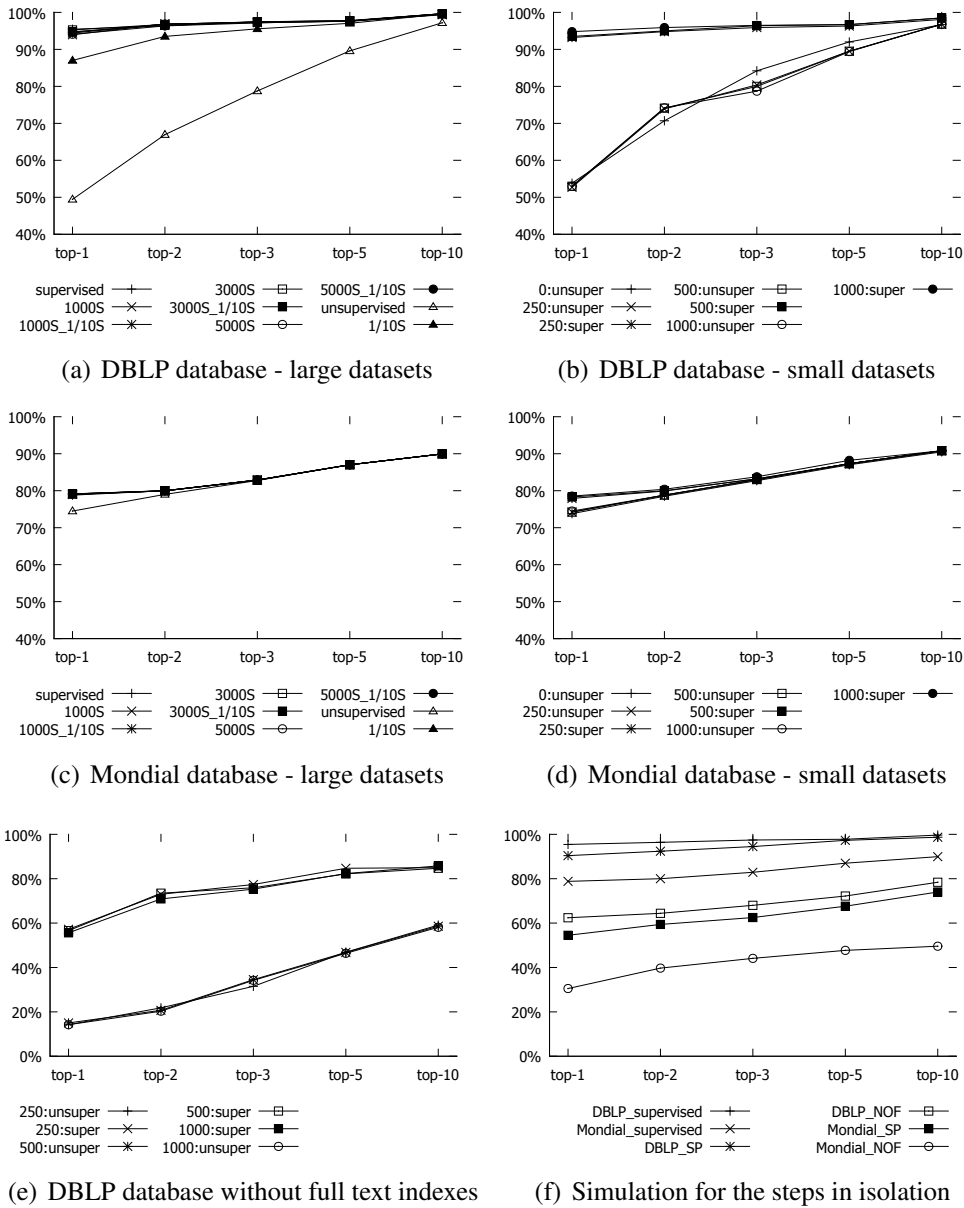 100%
90%
80%
70%
60%
50%
40%
top-1 top-2 top-3 top-5 top-10
supervised 3000S 5000S_1/10S
1000S 3000S_1/10S unsupervised
1000S_1/10S 5000S 1/10S
(a) DBLP database - large datasets
100%
90%
80%
70%
60%
50%
40%
top-1 top-2 top-3 top-5 top-10
0:unsuper 500:unsuper 1000:super
250:unsuper 500:super
250:super 1000:unsuper
(b) DBLP database - small datasets
100%
90%
80%
70%
60%
50%
40%
top-1 top-2 top-3 top-5 top-10
supervised 3000S 5000S_1/10S
1000S 3000S_1/10S unsupervised
1000S_1/10S 5000S 1/10S
(c) Mondial database - large datasets
100%
90%
80%
70%
60%
50%
40%
top-1 top-2 top-3 top-5 top-10
0:unsuper 500:unsuper 1000:super
250:unsuper 500:super
250:super 1000:unsuper
(d) Mondial database - small datasets
100%
80%
60%
40%
20%
0%
top-1 top-2 top-3 top-5 top-10
250:unsuper 500:super
250:super 1000:super
500:unsuper 1000:unsuper
(e) DBLP database without full text indexes
100%
80%
60%
40%
20%
0%
top-1 top-2 top-3 top-5 top-10
DBLP_supervised DBLP_NOF
Mondial_supervised Mondial_SP
DBLP_SP Mondial_NOF
(f) Simulation for the steps in isolation